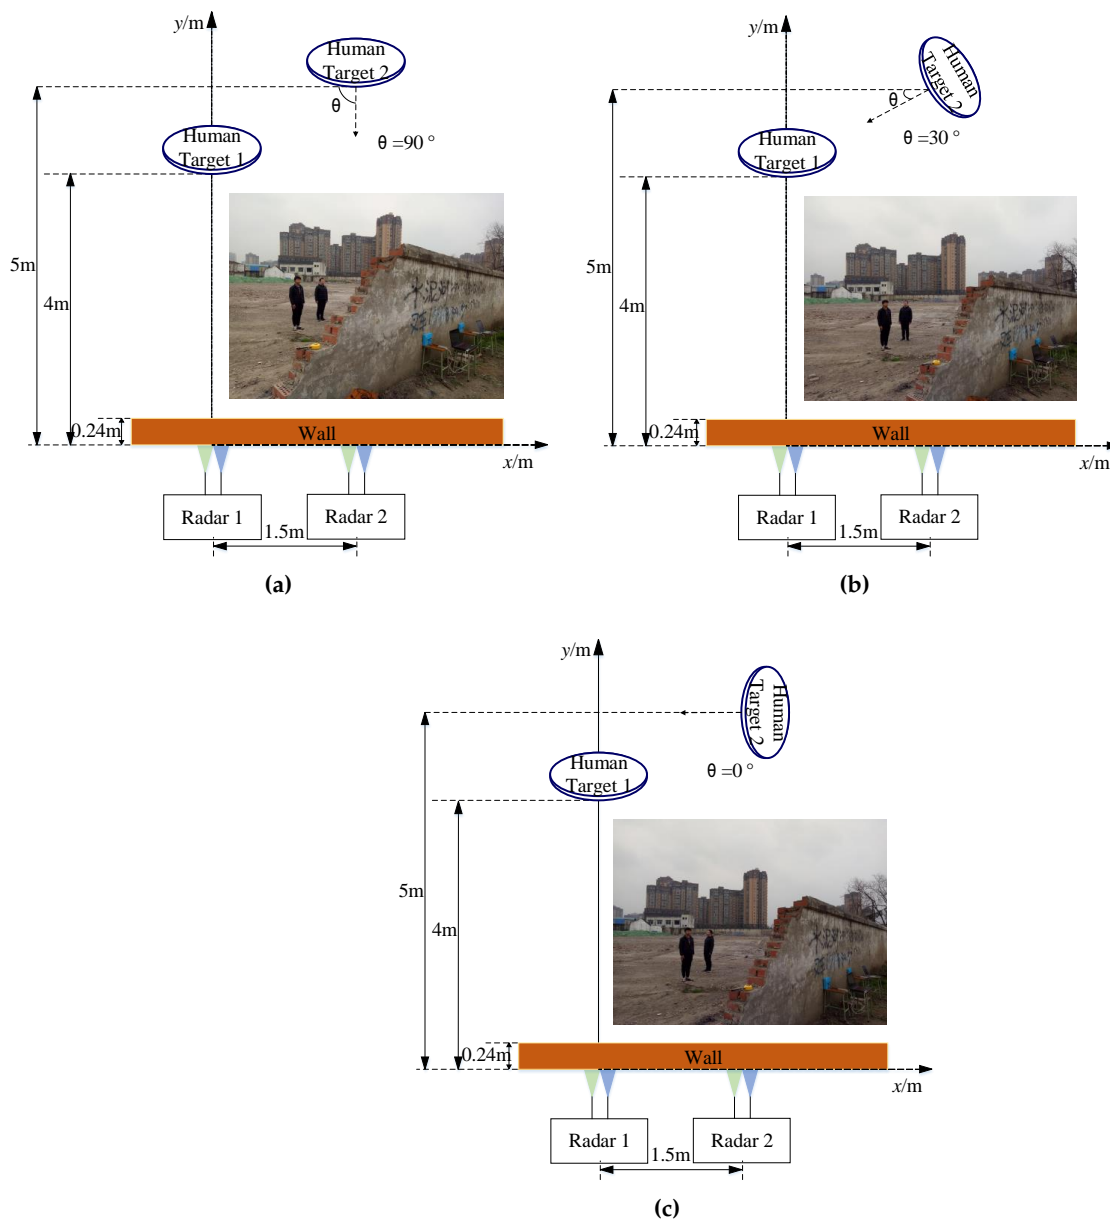 y/m
Human
Target 2
θ
θ=90°
Human
Target 1
5m
4m
0.24m
Wall
x/m
Radar 1
Radar 2
1.5m
(a)
y/m
Human
Target 2
θ
θ=30°
Human
Target 1
5m
4m
0.24m
Wall
x/m
Radar 1
Radar 2
1.5m
(b)
y/m
Human
Target 2
θ=0°
Human
Target 1
5m
4m
0.24m
Wall
x/m
Radar 1
Radar 2
1.5m
(c)